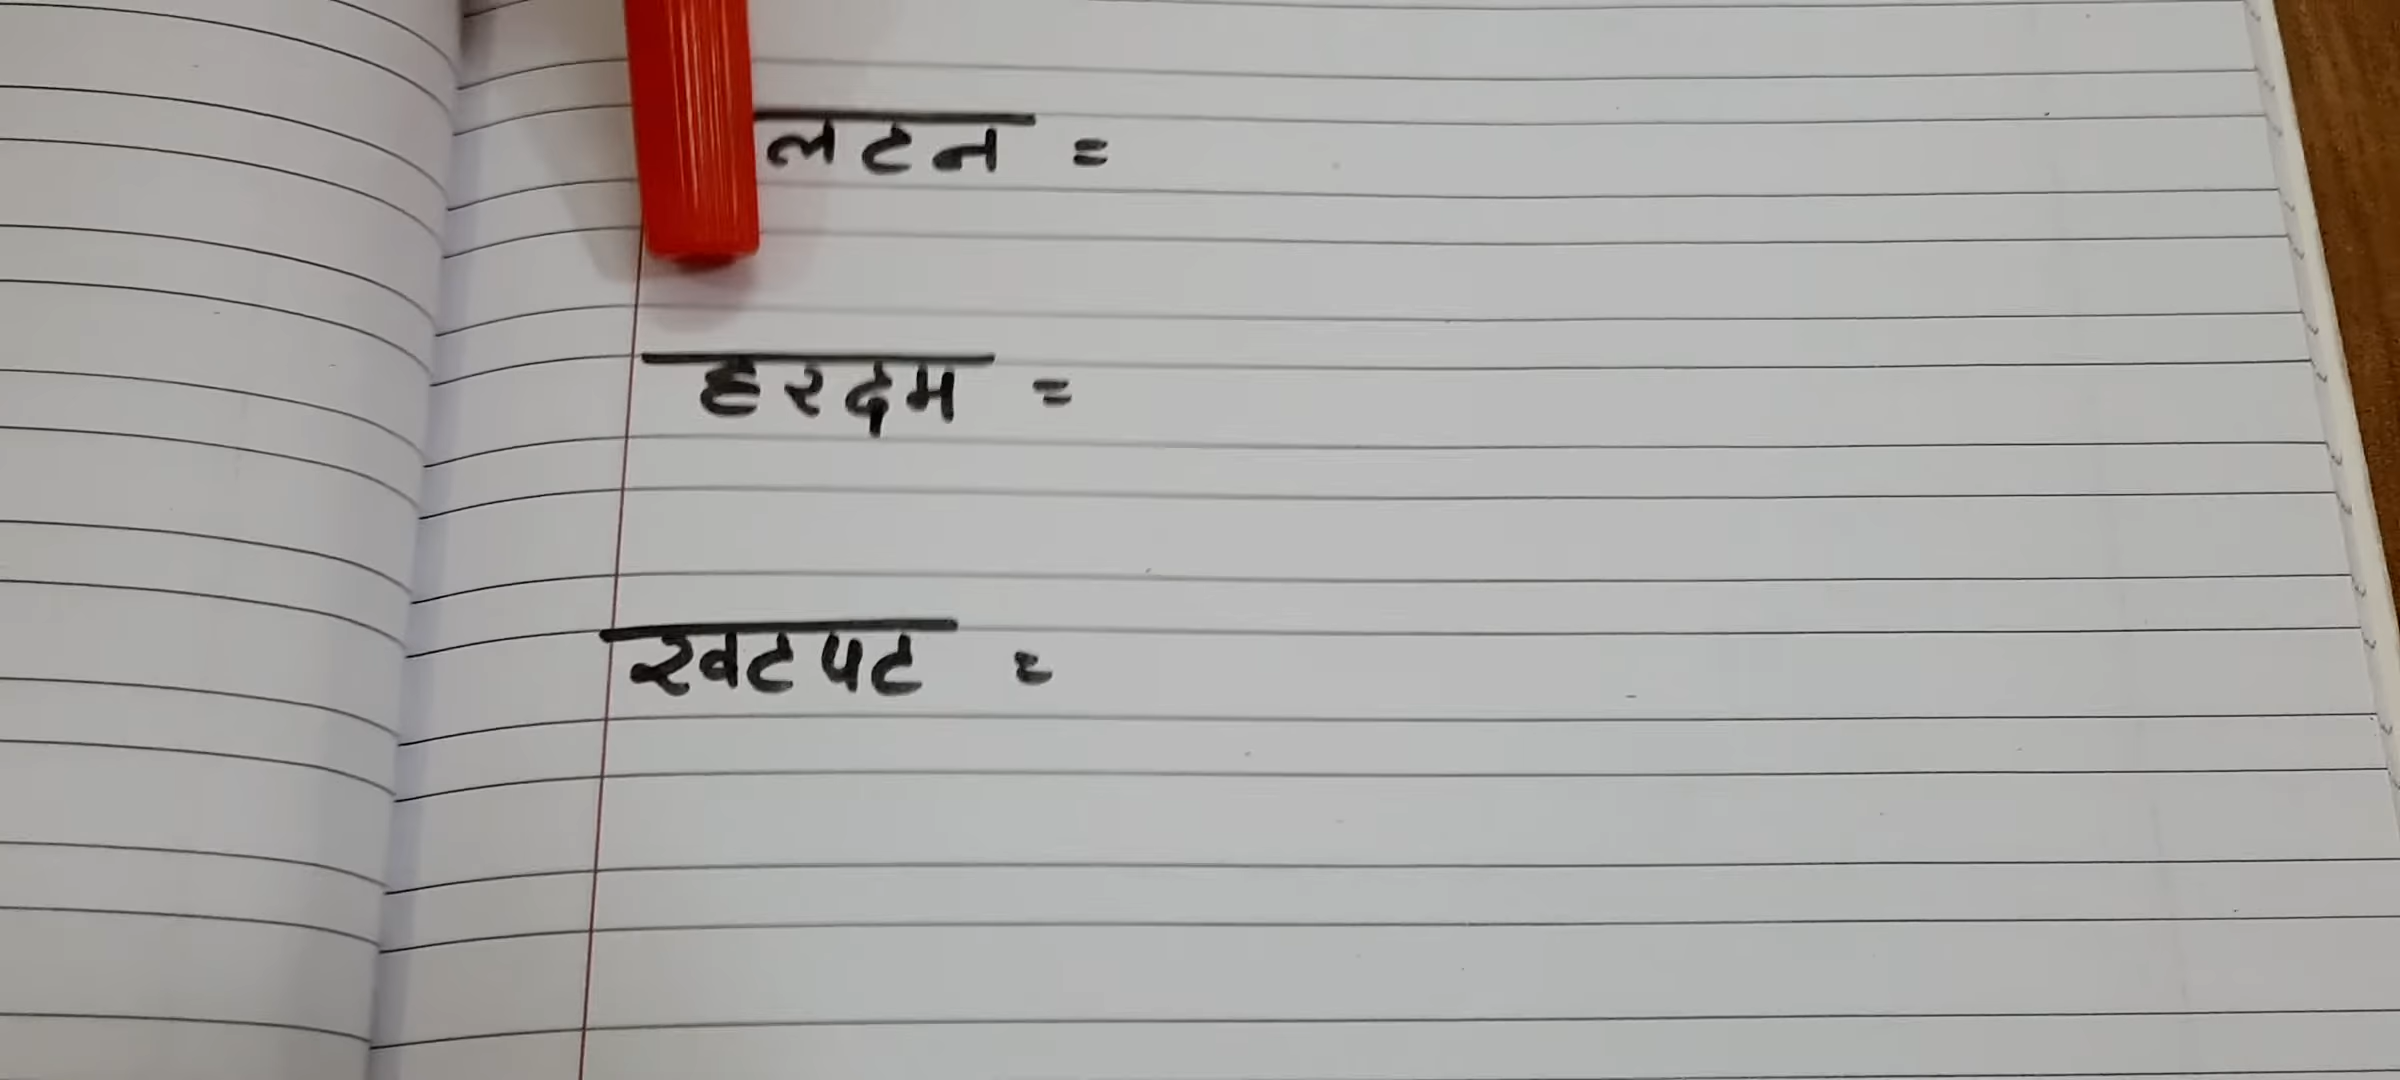 लटन =
हरदम =
खटपट =